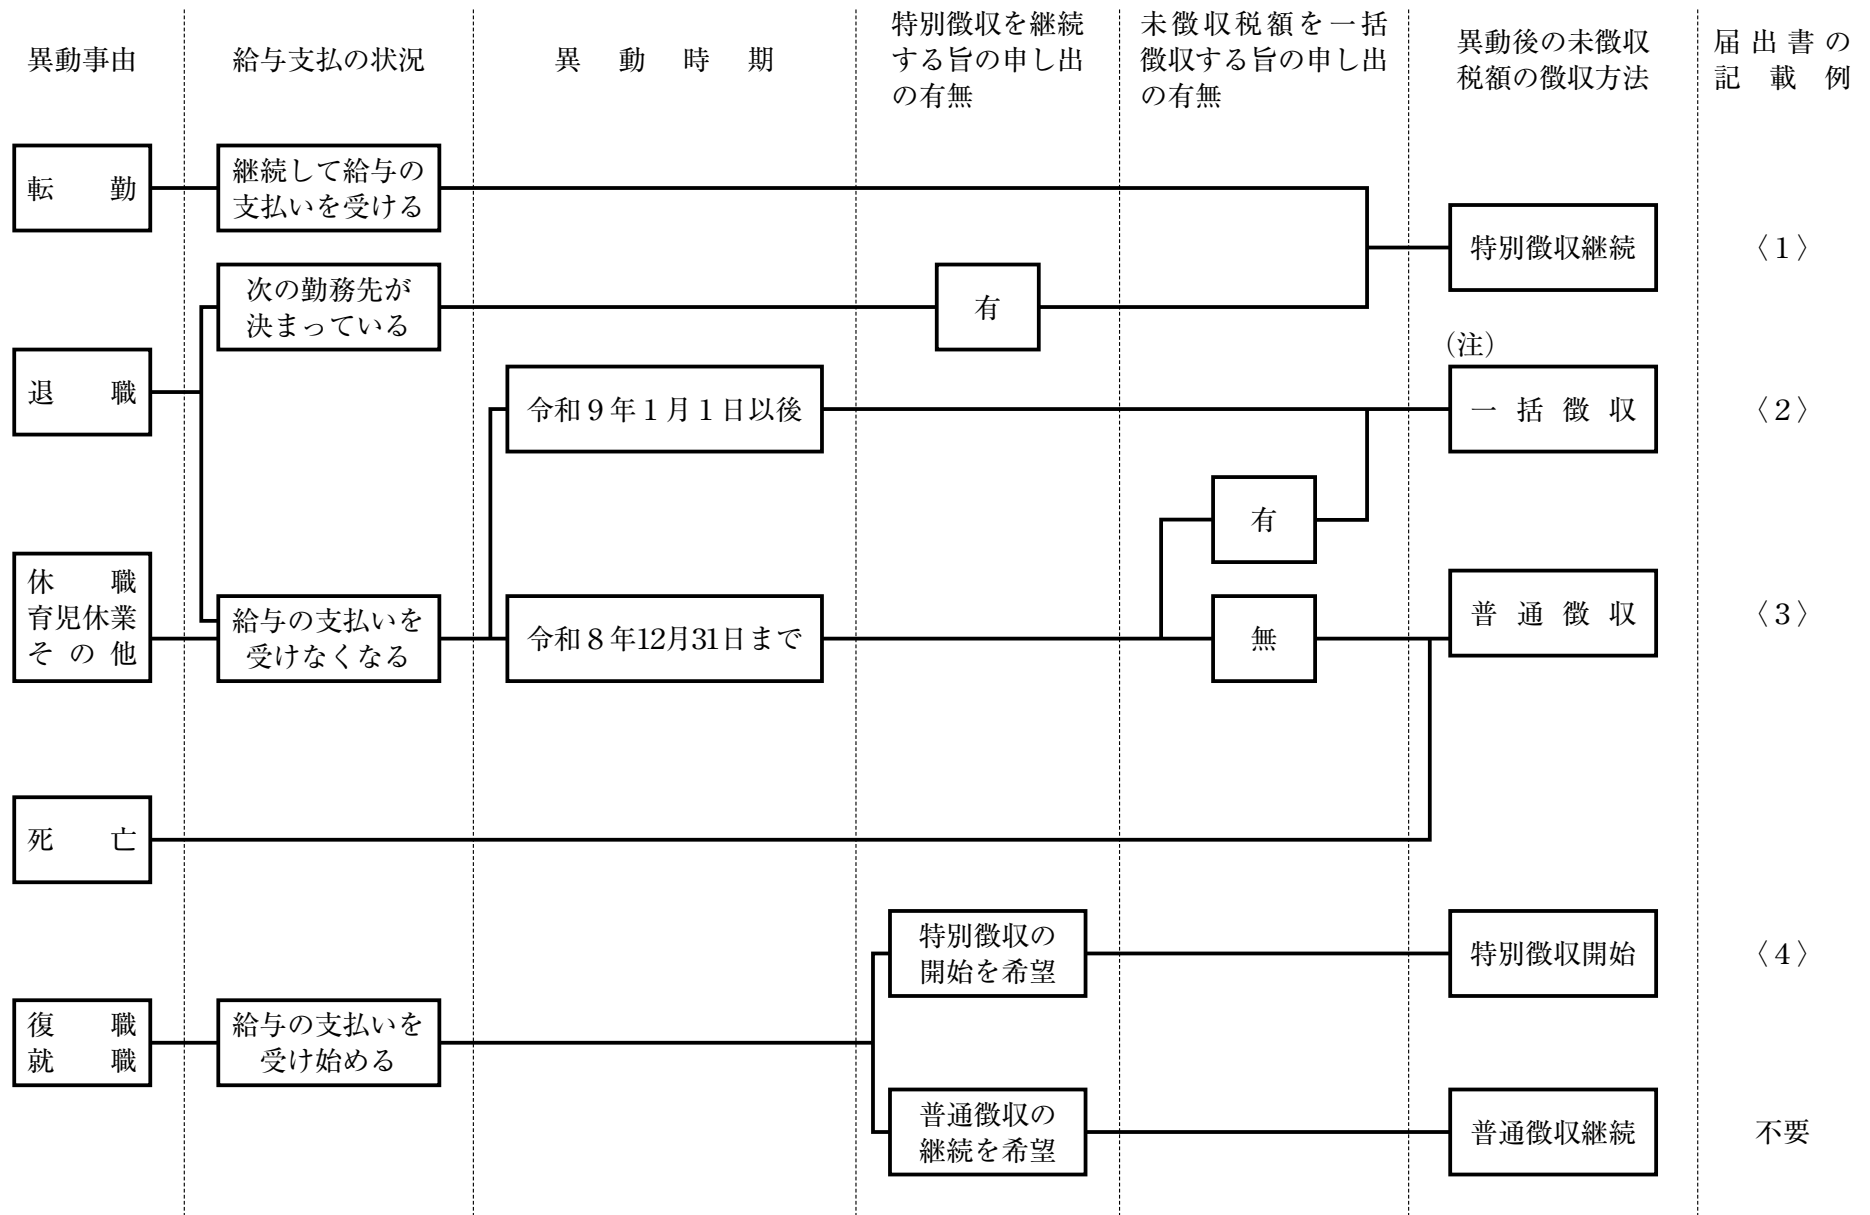 異動事由
給与支払の状況
異動時期
特別徴収を継続
する旨の申し出
の有無
未徴収税額を一括
徴収する旨の申し出
の有無
異動後の未徴収
税額の徴収方法
届出書の
記載例
転勤
継続して給与の
支払いを受ける
特別徴収継続
〈1〉
次の勤務先が
決まっている
有
退職
令和9年1月1日以後
(注)
一括徴収
〈2〉
有
休職
育児休業
その他
給与の支払いを
受けなくなる
令和8年12月31日まで
無
普通徴収
〈3〉
死亡
特別徴収の
開始を希望
特別徴収開始
〈4〉
復職
就職
給与の支払いを
受け始める
普通徴収の
継続を希望
普通徴収継続
不要